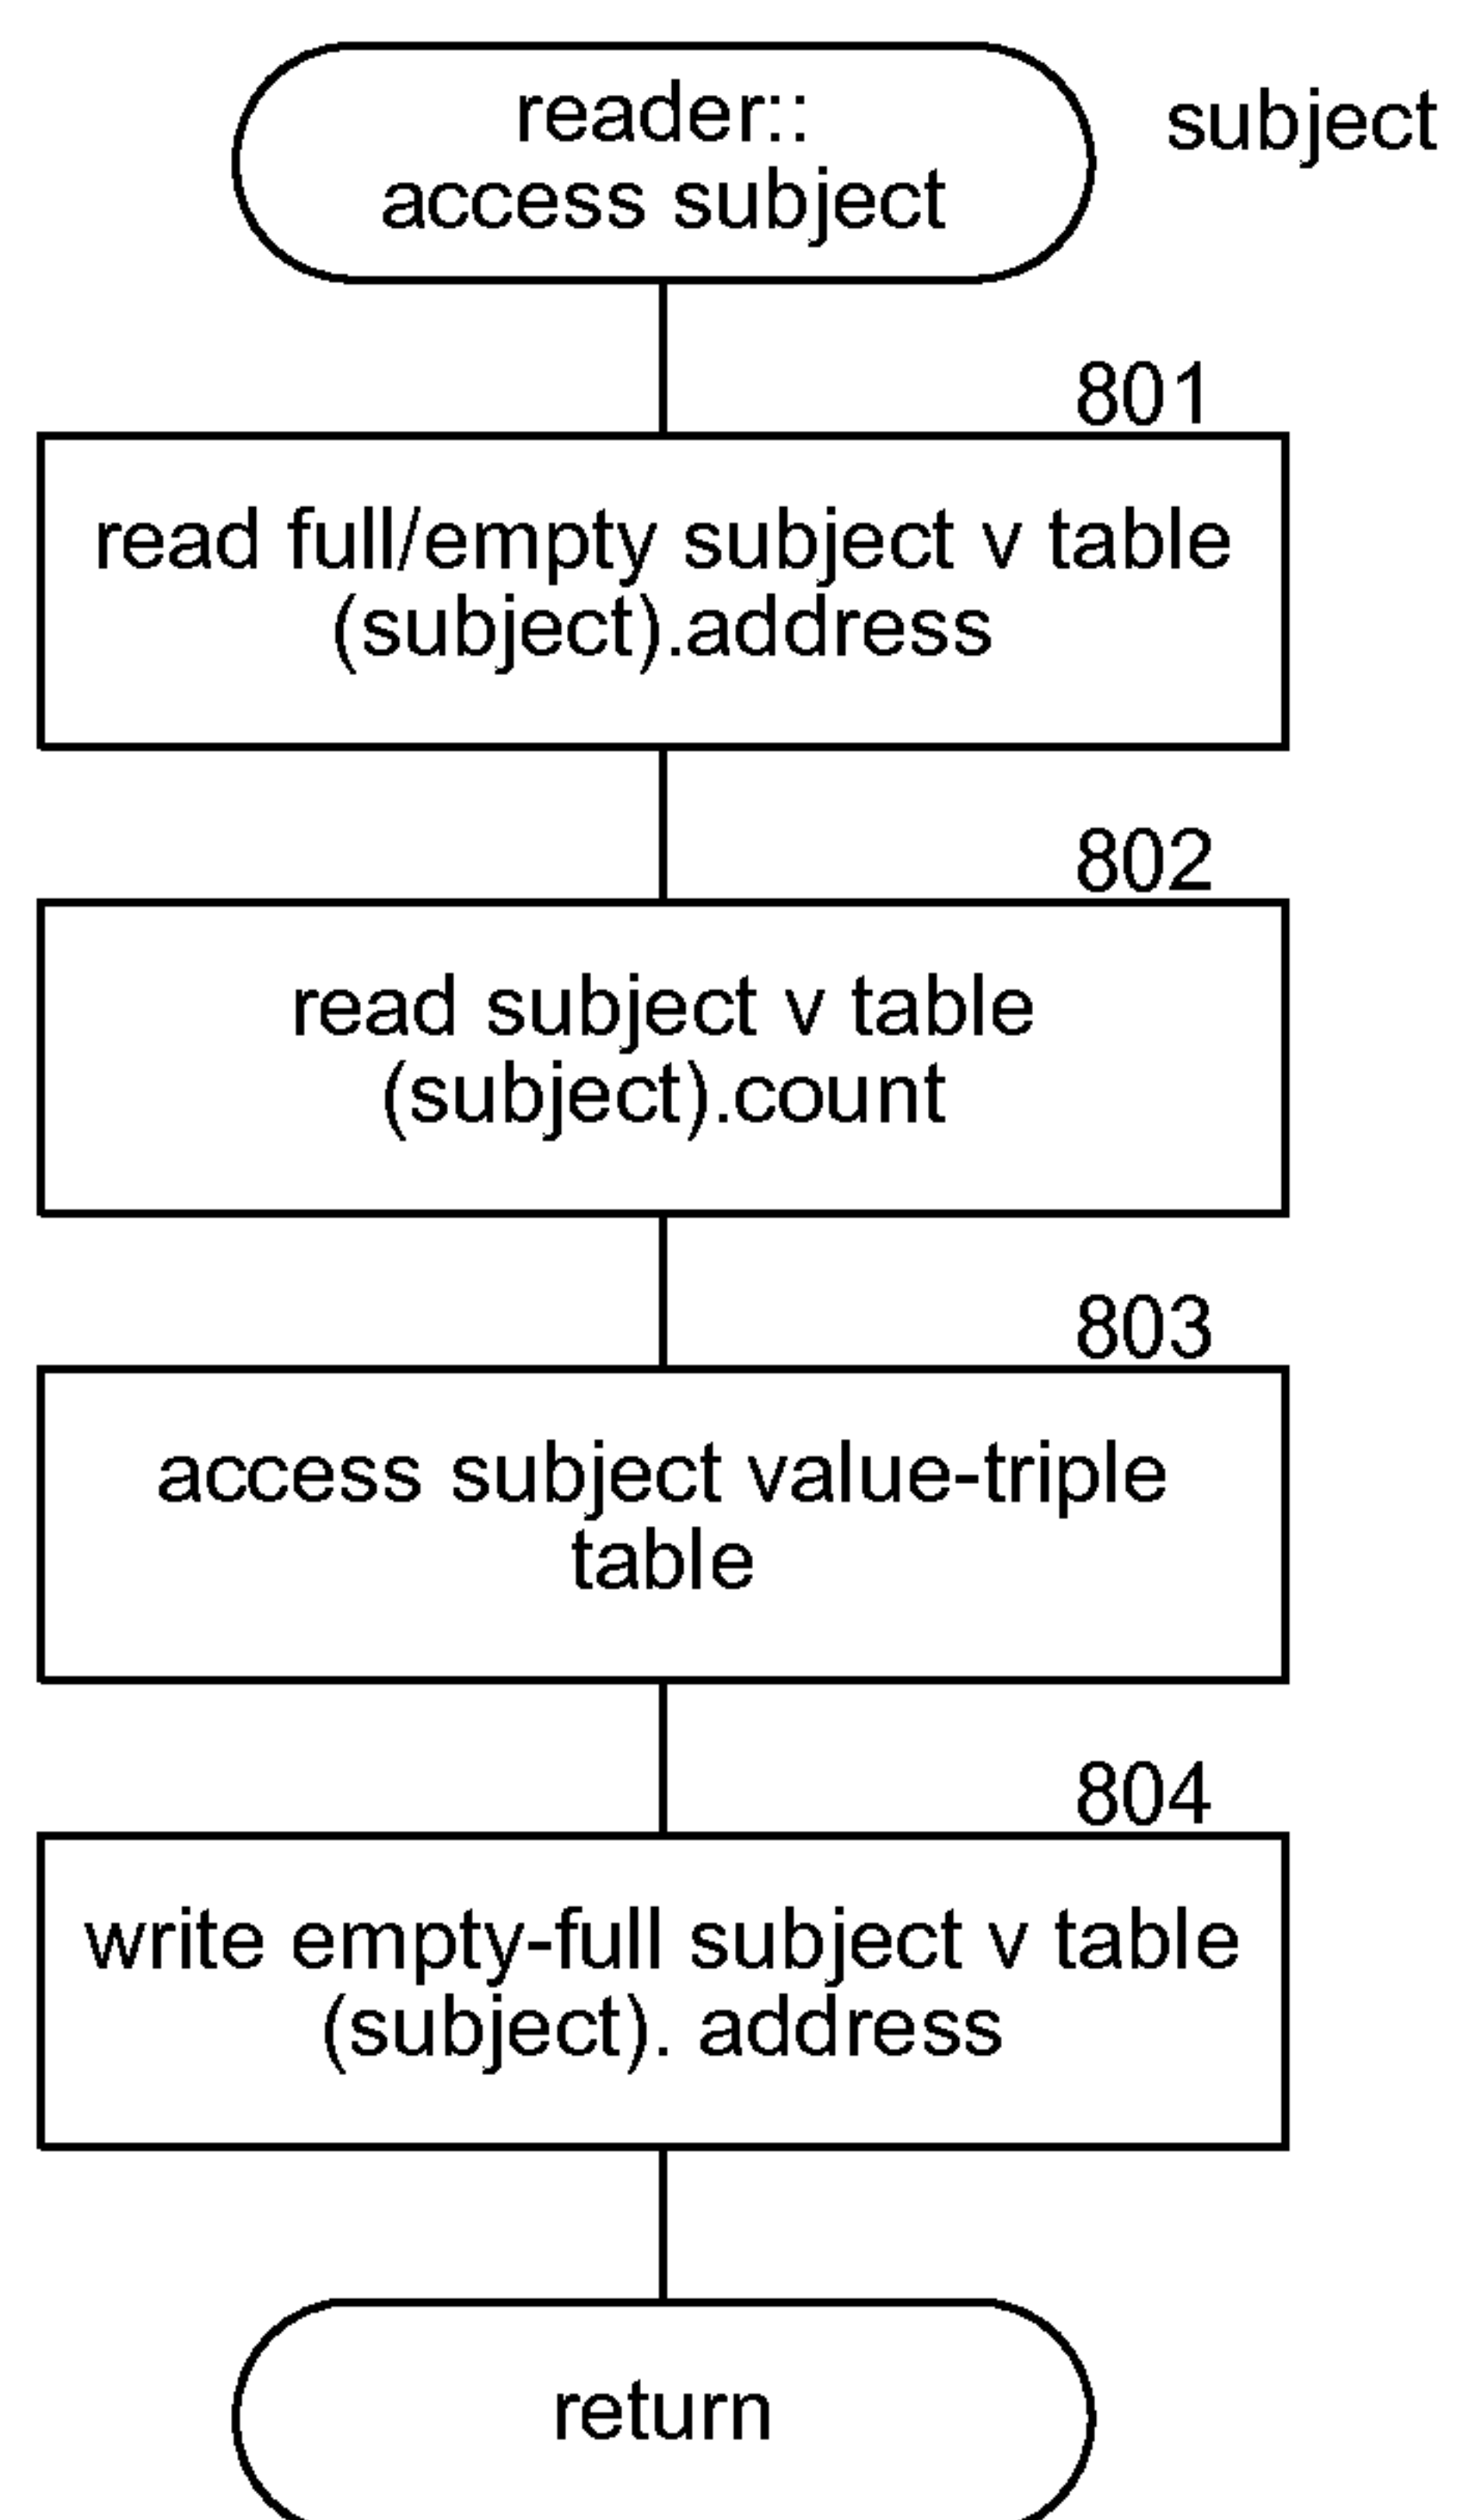 reader::
access subject
subject
801
read full/empty subject v table
(subject).address
802
read subject v table
(subject).count
803
access subject value-triple
table
804
write empty-full subject v table
(subject). address
return